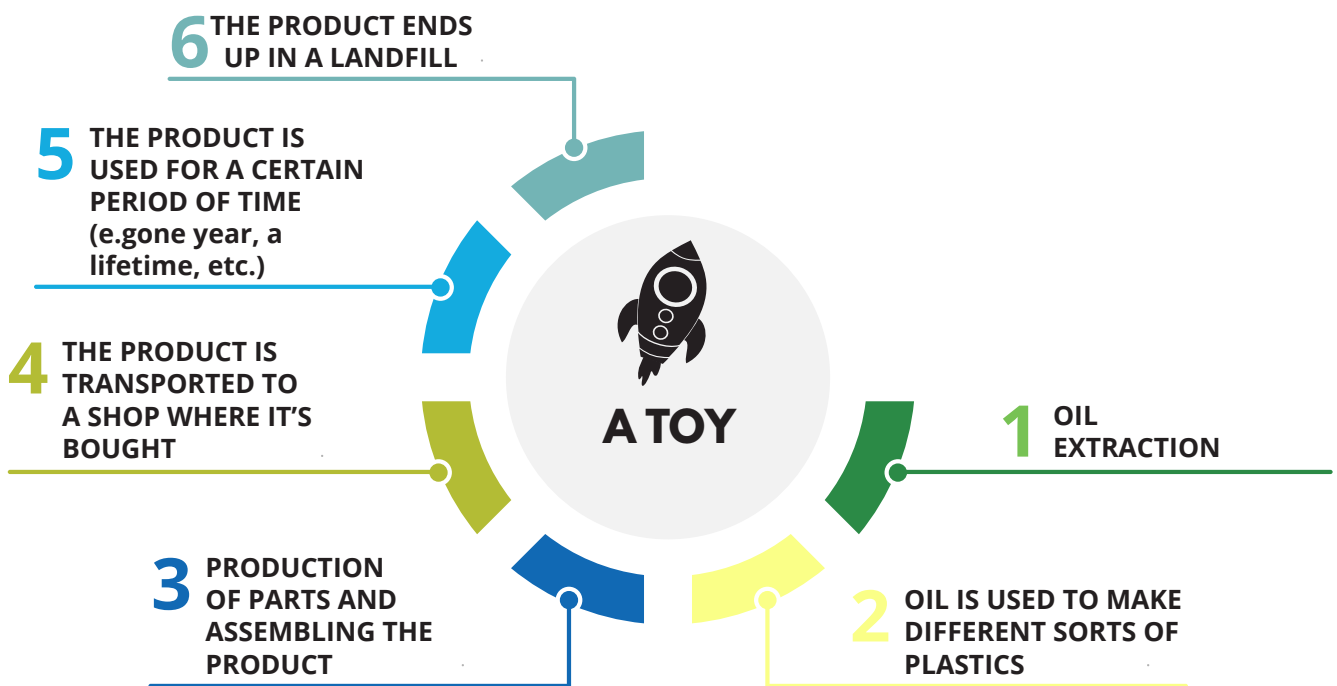 6 THE PRODUCT ENDS
UP IN A LANDFILL
5 THE PRODUCT IS
USED FOR A CERTAIN
PERIOD OF TIME
(e.gone year, a
lifetime, etc.)
4 THE PRODUCT IS
TRANSPORTED TO
A SHOP WHERE IT’S
BOUGHT
3 PRODUCTION
OF PARTS AND
ASSEMBLING THE
PRODUCT
A TOY
1 OIL
EXTRACTION
2 OIL IS USED TO MAKE
DIFFERENT SORTS OF
PLASTICS